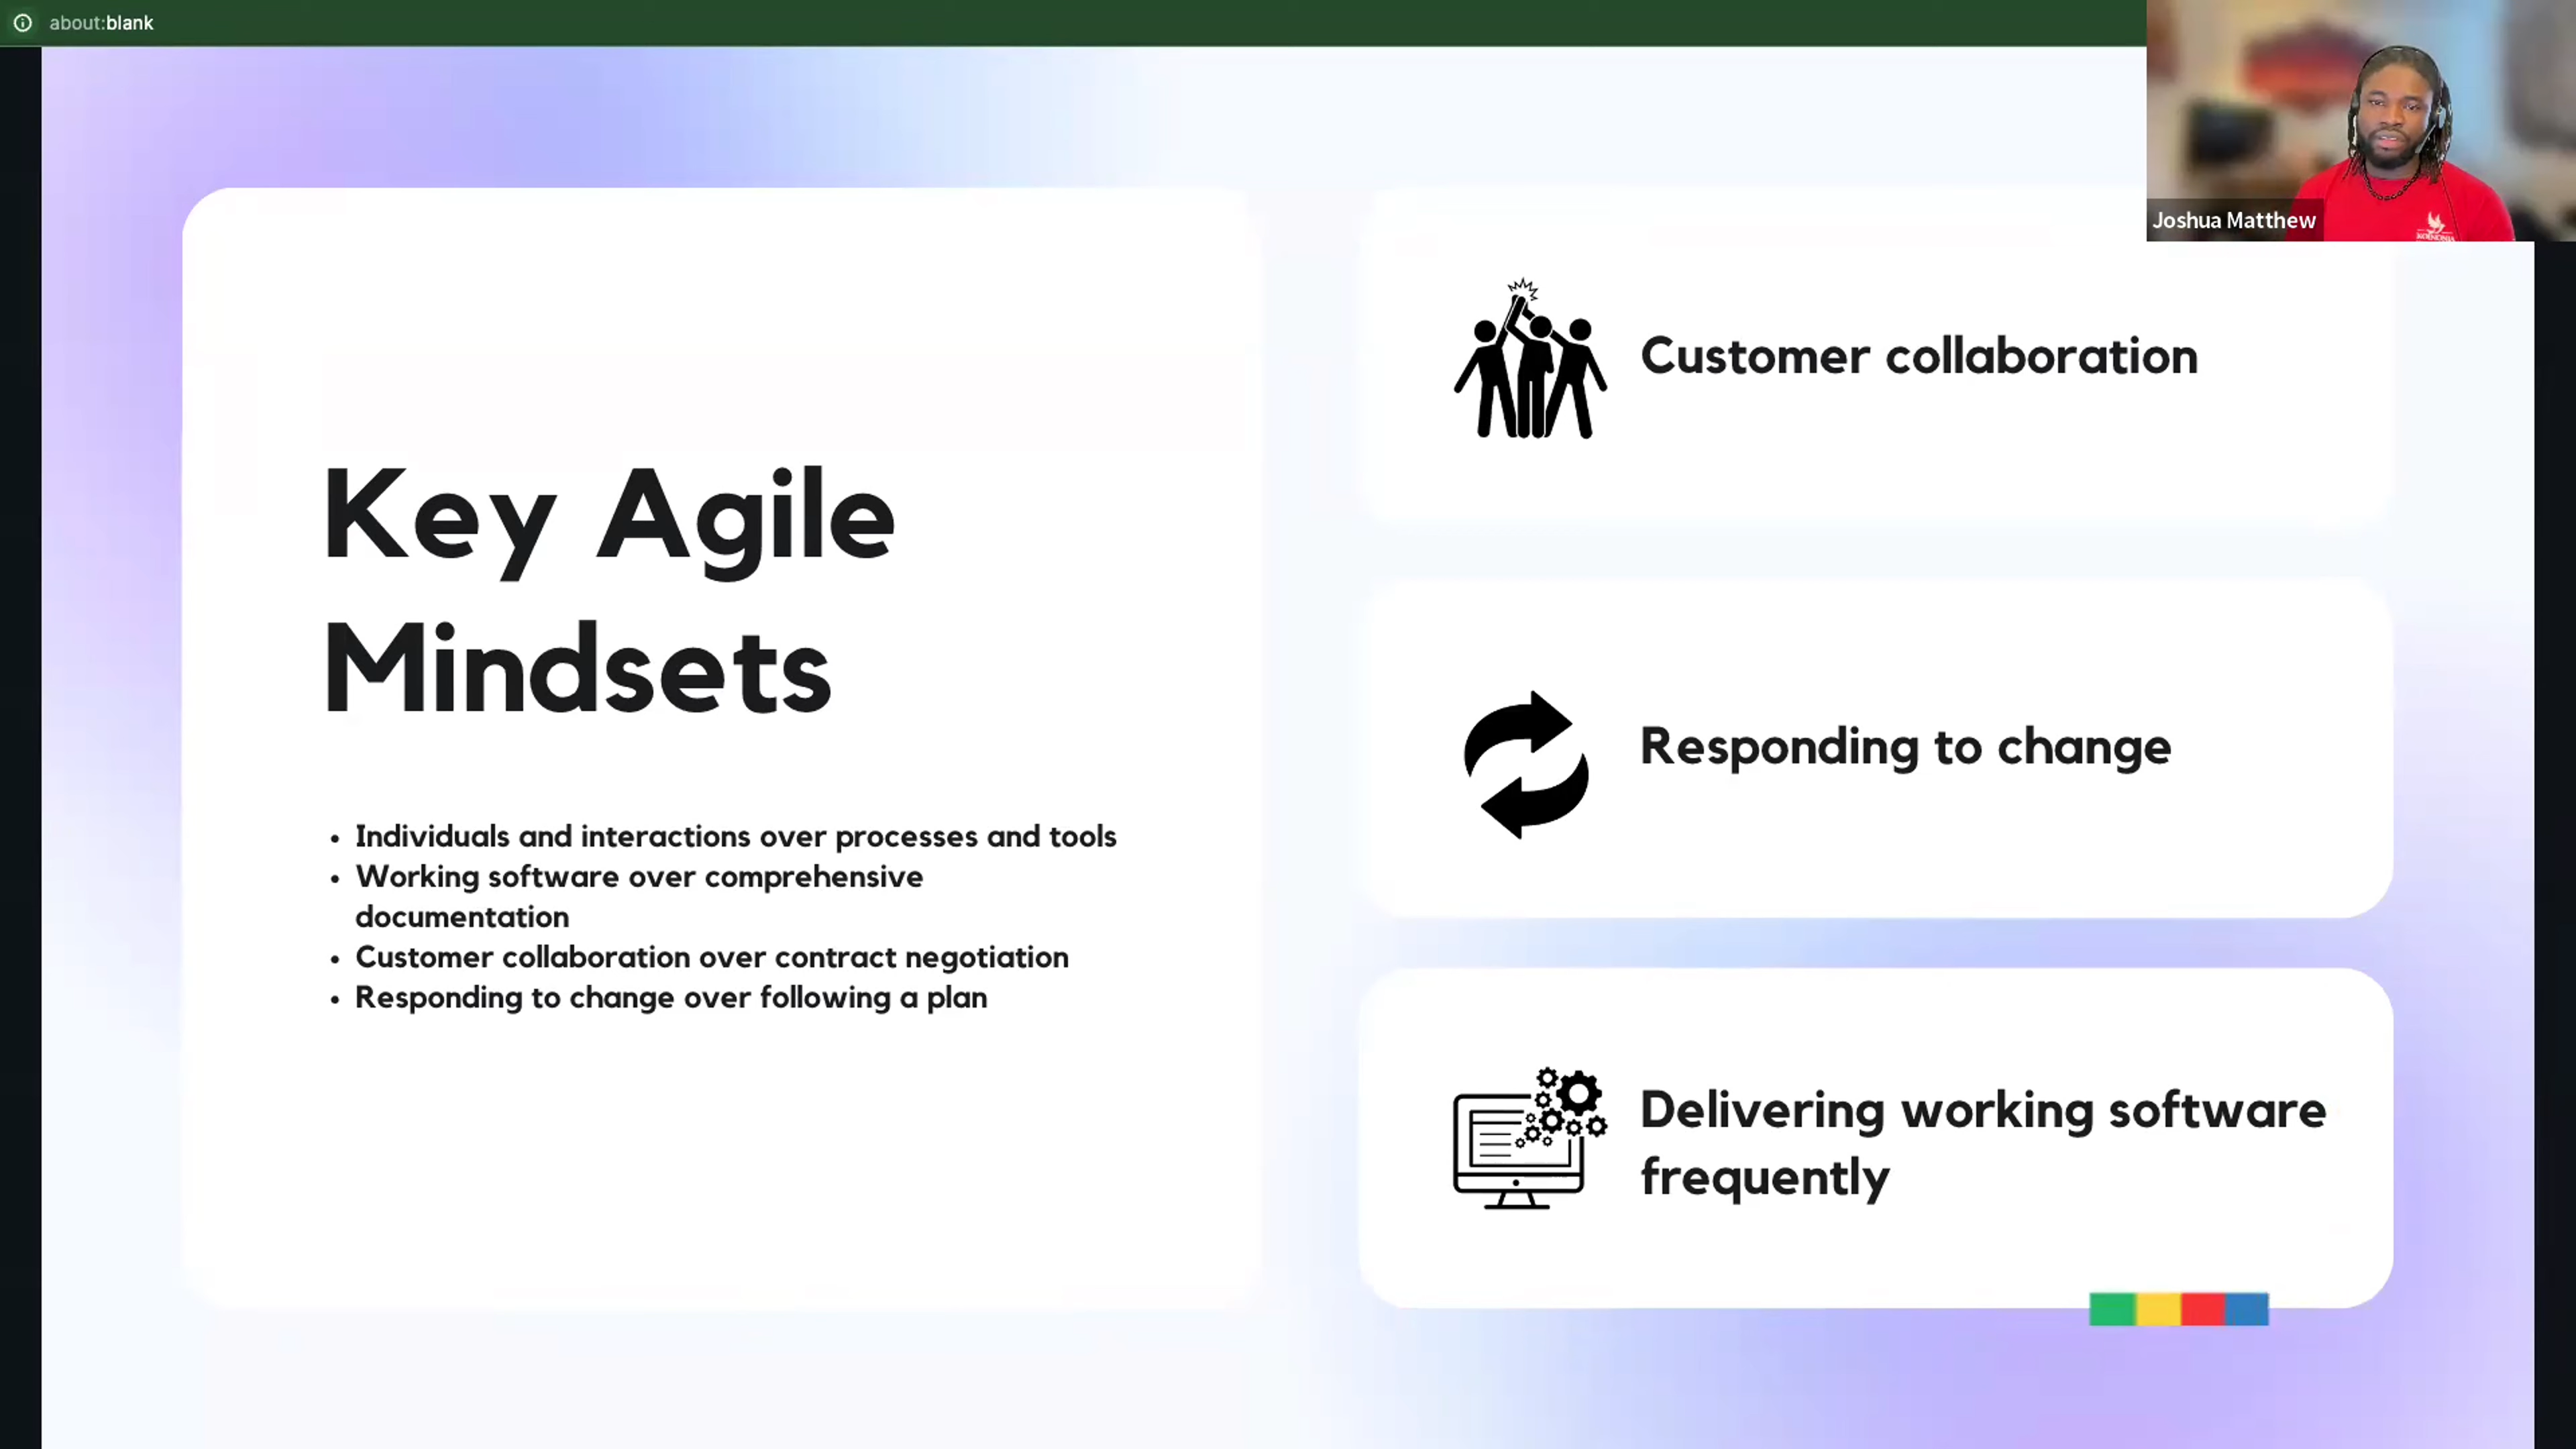 about:blank
Joshua Matthew
Key Agile
Mindsets
• Individuals and interactions over processes and tools
• Working software over comprehensive
documentation
• Customer collaboration over contract negotiation
• Responding to change over following a plan
Customer collaboration
Responding to change
Delivering working software
frequently